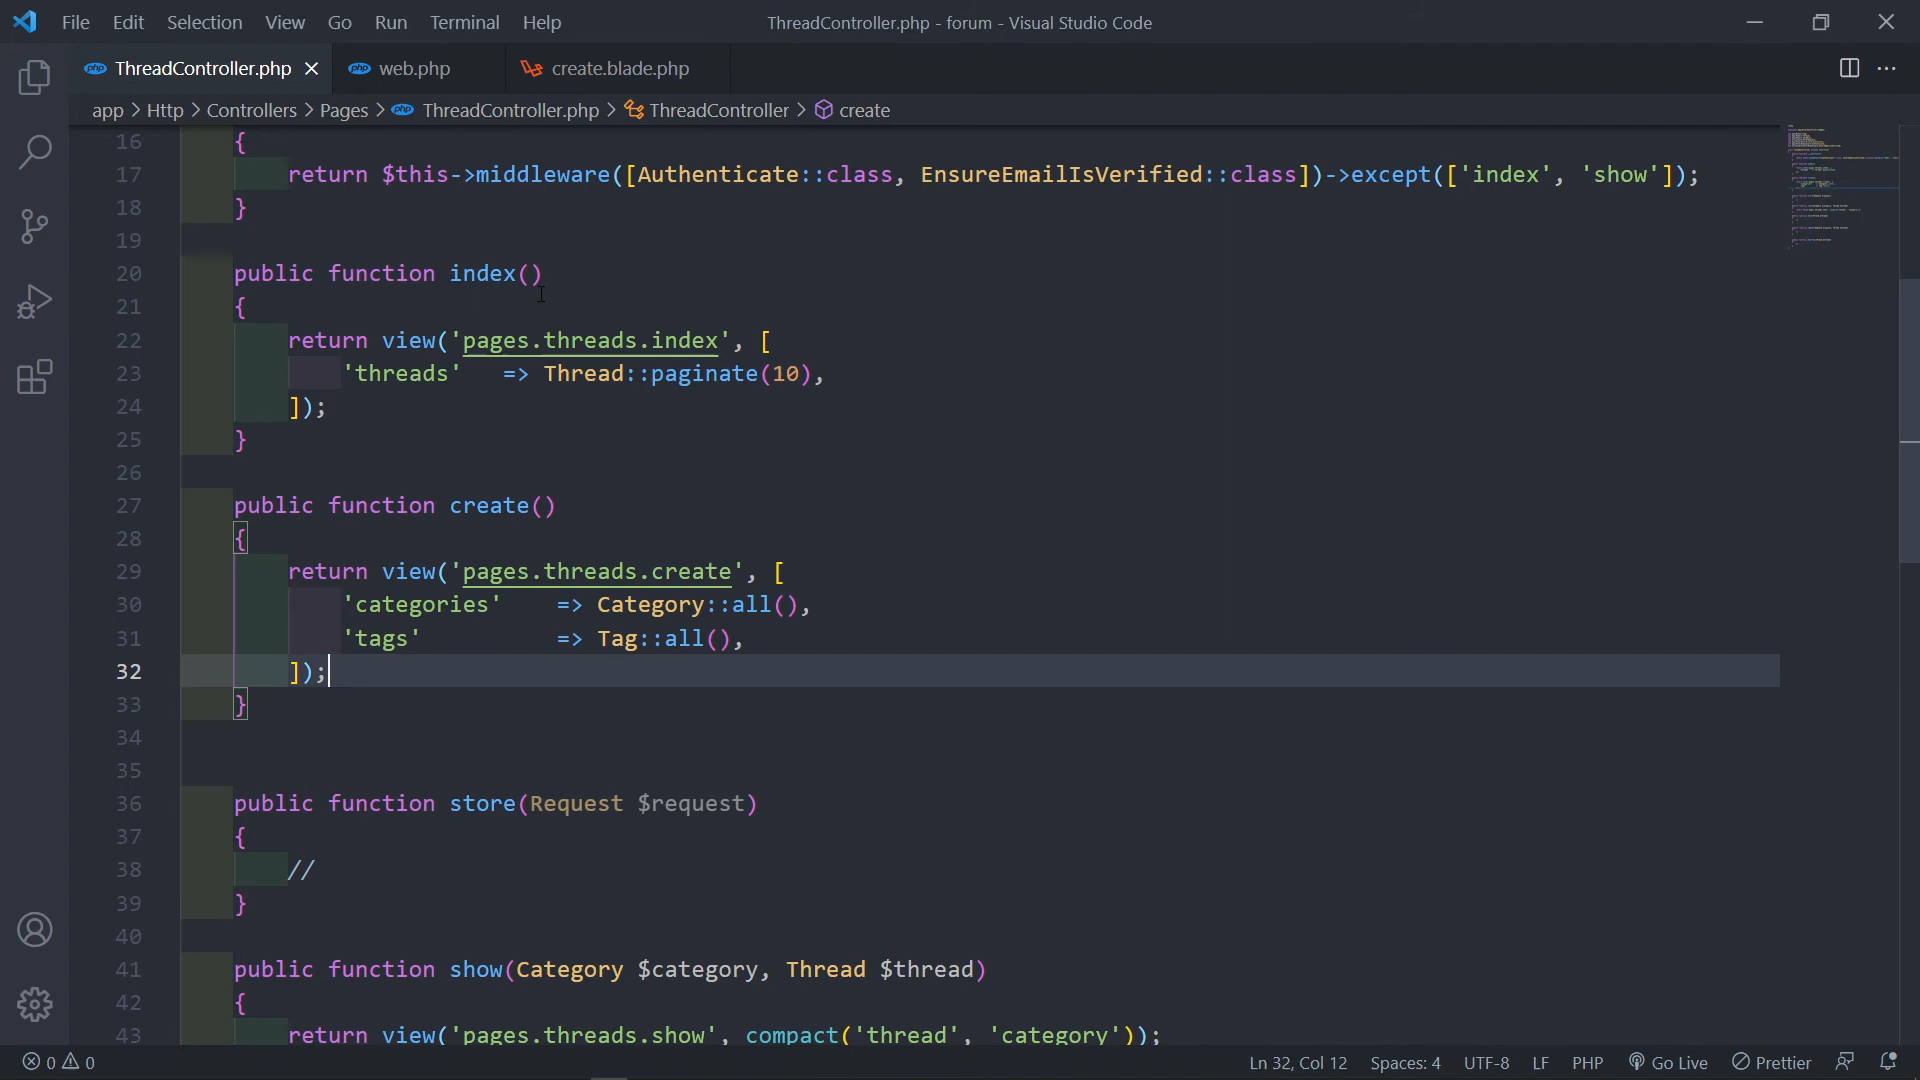 File Edit Selection View Go Run Terminal Help ThreadController.php - forum - Visual Studio Code
php ThreadController.php php web.php create.blade.php
app > Http > Controllers > Pages > php ThreadController.php > ThreadController > create
16 {
17 return $this->middleware([Authenticate::class, EnsureEmailIsVerified::class])->except(['index', 'show']);
18 }
19
20 public function index()
21 {
22 return view('pages.threads.index', [
23 'threads' => Thread::paginate(10),
24 ]);
25 }
26
27 public function create()
28 {
29 return view('pages.threads.create', [
30 'categories' => Category::all(),
31 'tags' => Tag::all(),
32 ]);
33 }
34
35
36 public function store(Request $request)
37 {
38 //
39 }
40
41 public function show(Category $category, Thread $thread)
42 {
43 return view('pages.threads.show', compact('thread', 'category'));
0 0 Ln 32, Col 12 Spaces: 4 UTF-8 LF PHP Go Live Prettier